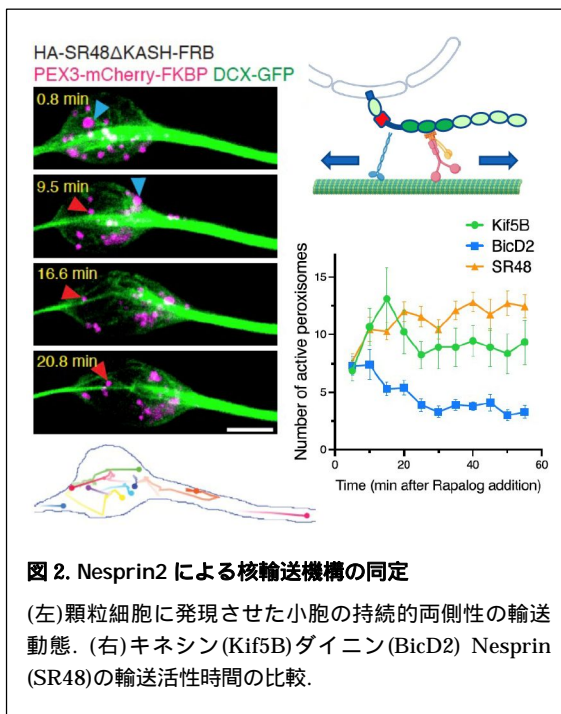 HA-SR48ΔKASH-FRB
PEX3-mCherry-FKBP DCX-GFP
0.8 min
9.5 min
16.6 min
20.8 min
Kif5B
BicD2
SR48
Number of active peroxisomes
15
10
5
0
0 20 40 60
Time (min after Rapalog addition)
図 2. Nesprin2 による核輸送機構の同定
(左)顆粒細胞に発現させた小胞の持続的両側性の輸送
動態. (右)キネシン(Kif5B)ダイニン(BicD2) Nesprin
(SR48)の輸送活性時間の比較.